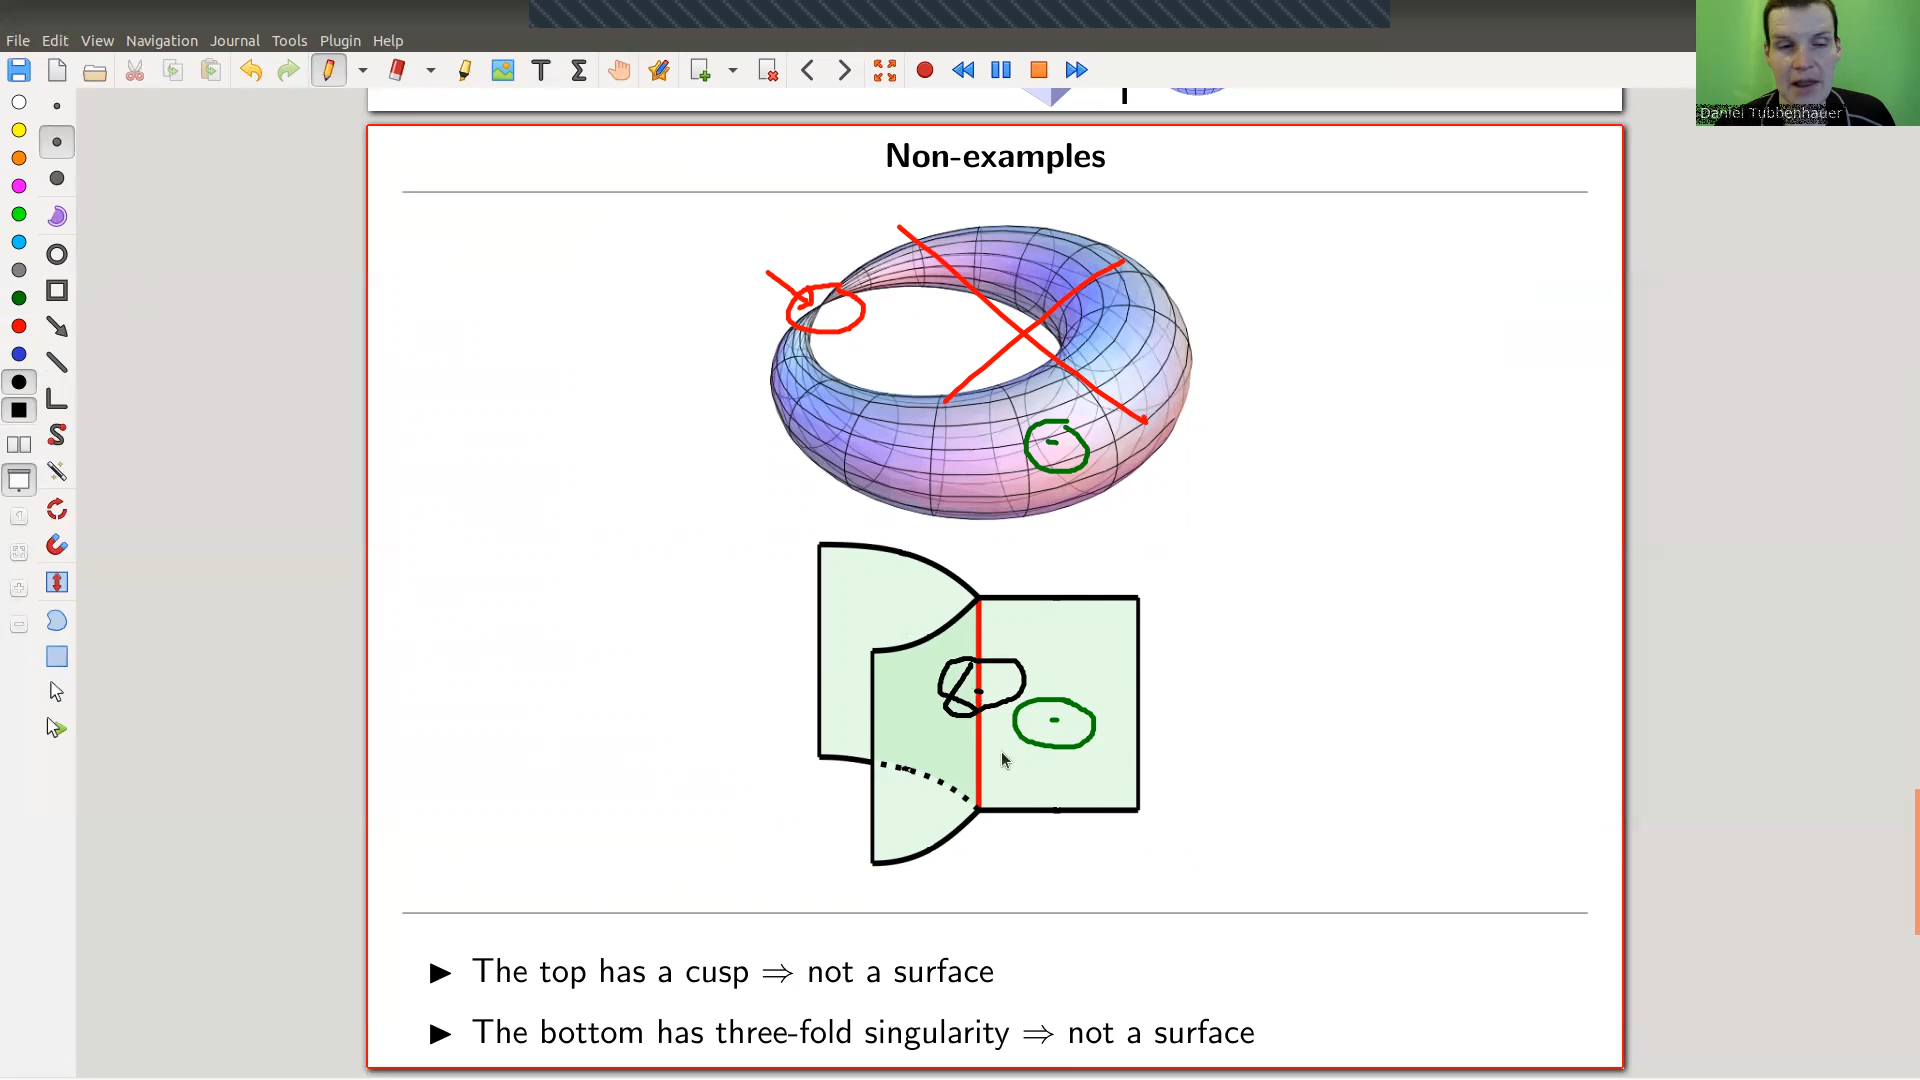 File Edit View Navigation Journal Tools Plugin Help
Daniel Tubbenhauer
Non-examples
▶ The top has a cusp ⇒ not a surface
▶ The bottom has three-fold singularity ⇒ not a surface